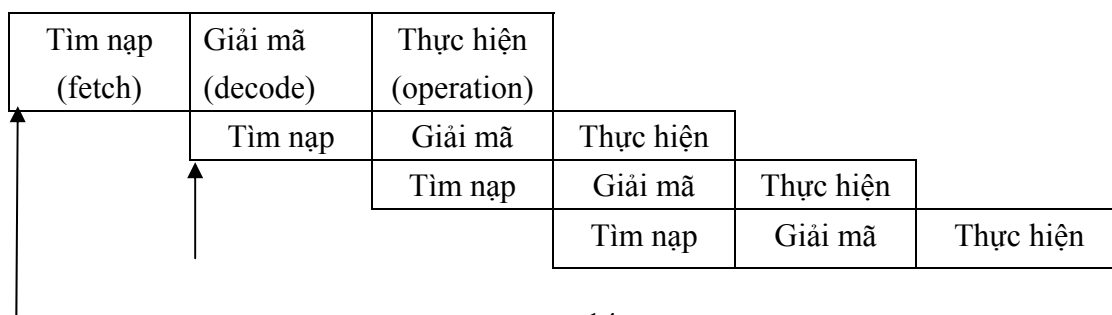 Tìm nạp Giải mã Thực hiện
(fetch) (decode) (operation)
Tìm nạp Giải mã Thực hiện
Tìm nạp Giải mã Thực hiện
Tìm nạp Giải mã Thực hiện